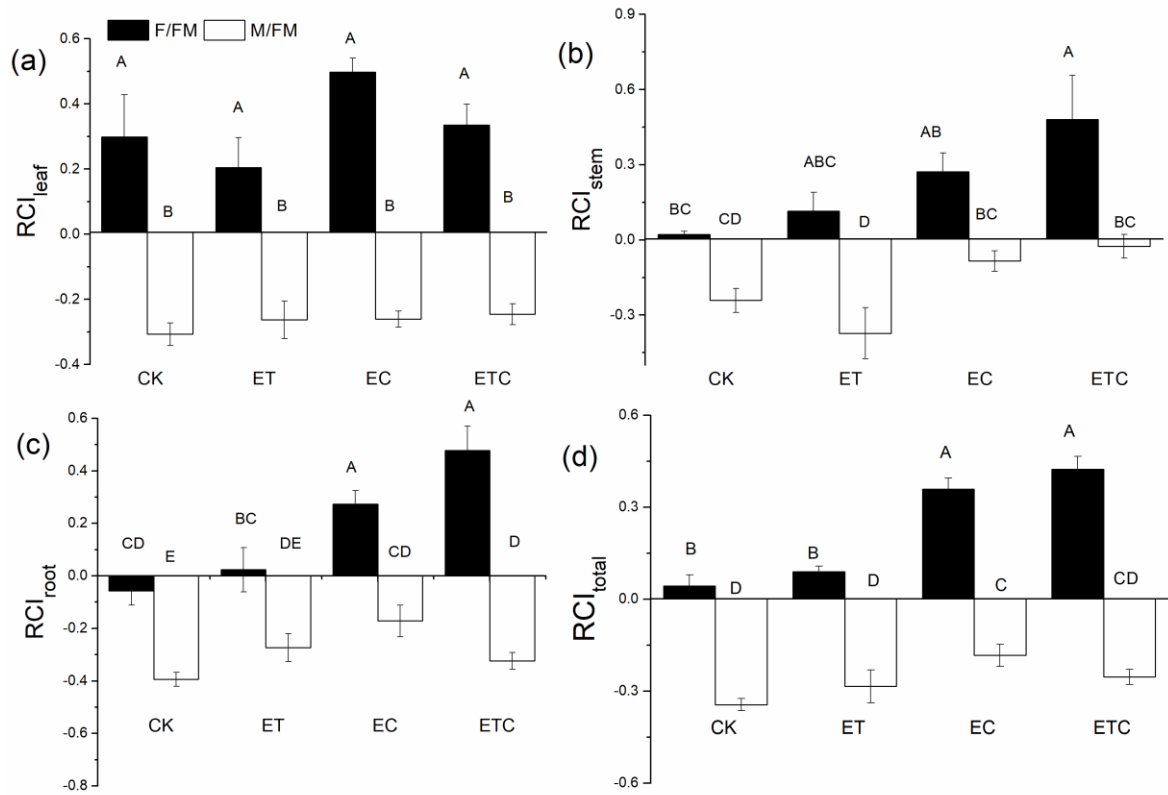 (a)
F/FM M/FM
RCI_leaf
0.6
0.4
0.2
0.0
-0.2
-0.4
A A A A
B B B B
CK ET EC ETC
(b)
RCI_stem
0.9
0.6
0.3
0.0
-0.3
BC CD ABC D AB BC A BC
CK ET EC ETC
(c)
RCI_root
0.6
0.4
0.2
0.0
-0.2
-0.4
-0.6
-0.8
CD E BC DE A CD A D
CK ET EC ETC
(d)
RCI_total
0.6
0.3
0.0
-0.3
-0.6
B D B D A C A CD
CK ET EC ETC